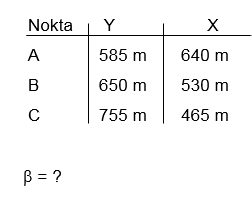 Nokta Y X
A 585 m 640 m
B 650 m 530 m
C 755 m 465 m
β = ?